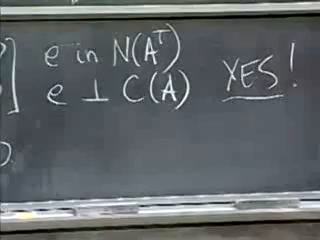 ] e in N(Aᵀ)
] e ⊥ C(A) YES!